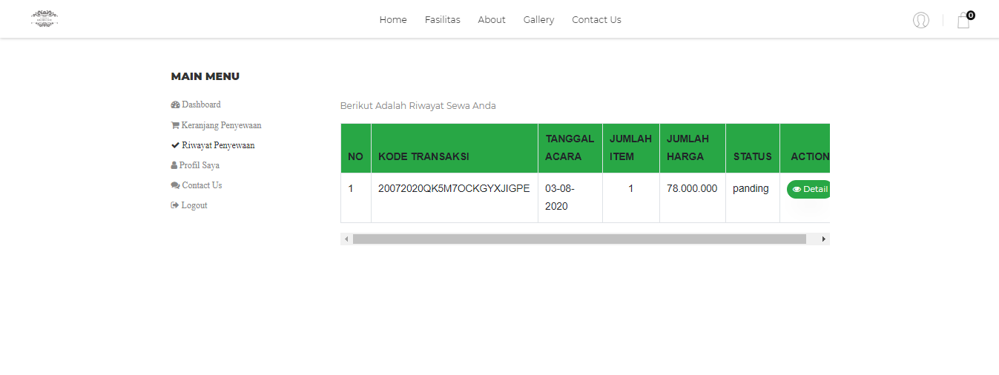 Home Fasilitas About Gallery Contact Us
0
MAIN MENU
Dashboard
Keranjang Penyewaan
Riwayat Penyewaan
Profil Saya
Contact Us
Logout
Berikut Adalah Riwayat Sewa Anda
NO KODE TRANSAKSI TANGGAL ACARA JUMLAH ITEM JUMLAH HARGA STATUS ACTION
1 20072020QK5M7OCKGYXJIGPE 03-08-2020 1 78.000.000 panding Detail